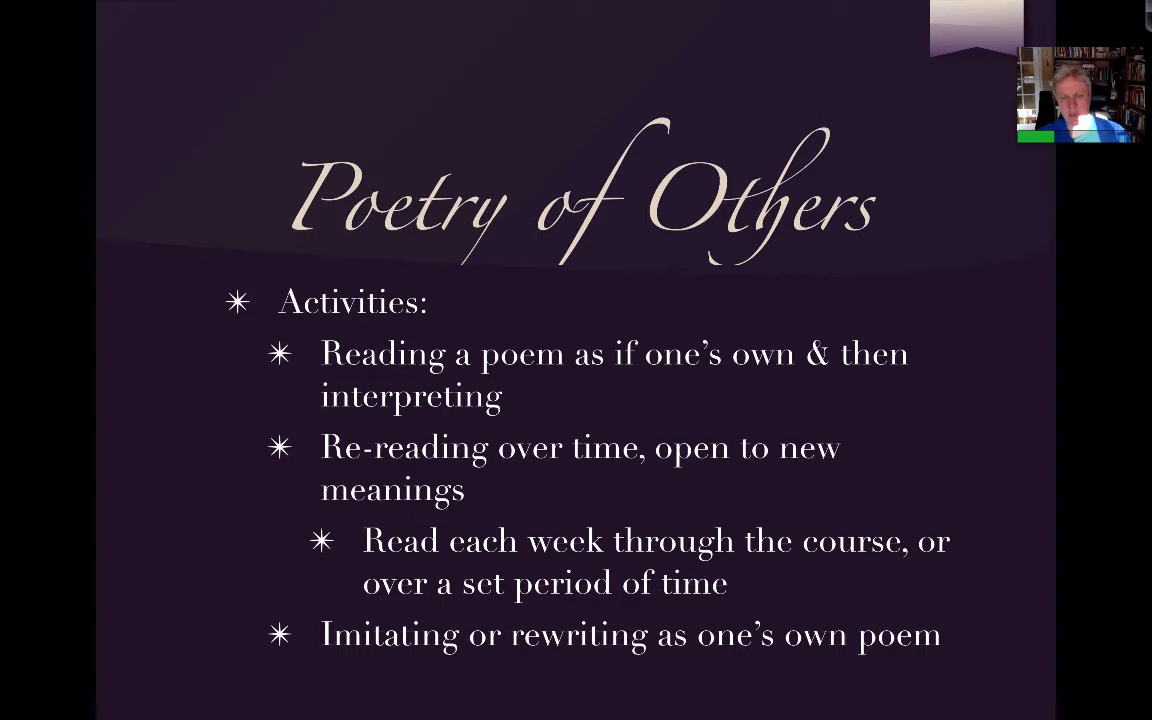 Poetry of Others
Activities:
Reading a poem as if one's own & then
interpreting
Re-reading over time, open to new
meanings
Read each week through the course, or
over a set period of time
Imitating or rewriting as one's own poem